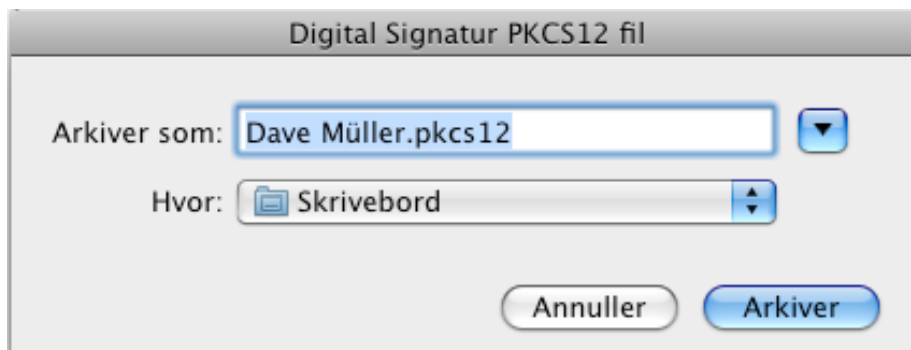 Digital Signatur PKCS12 fil
Arkiver som: Dave Müller.pkcs12
Hvor: Skrivebord
Annuller Arkiver